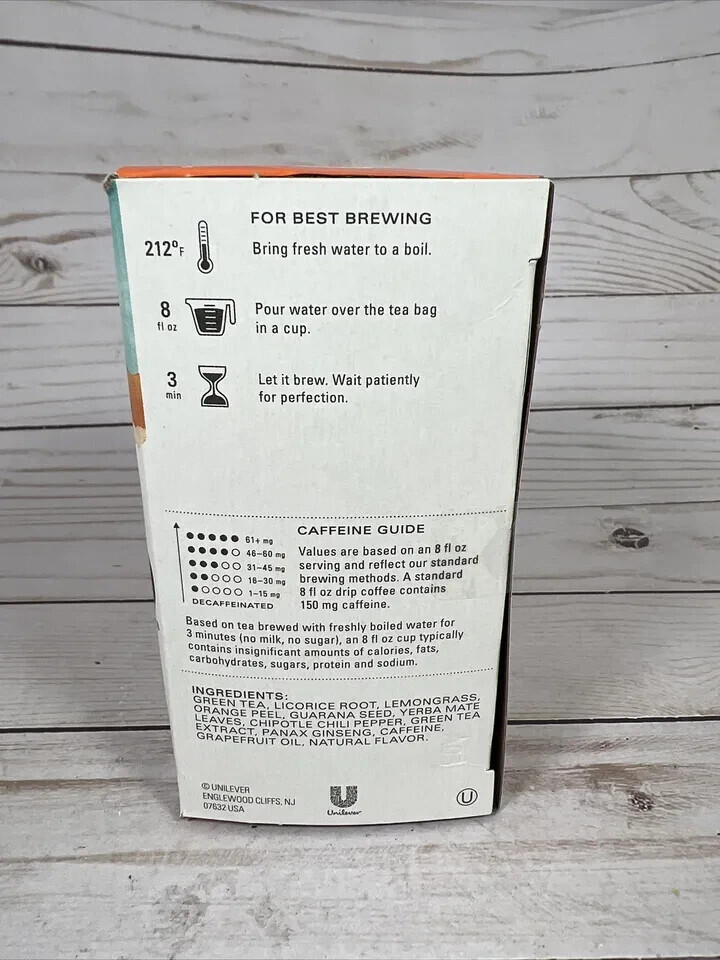 FOR BEST BREWING
212°F
Bring fresh water to a boil.
8
fl oz
Pour water over the tea bag
in a cup.
3
min
Let it brew. Wait patiently
for perfection.
CAFFEINE GUIDE
61+ mg
46-60 mg
31-45 mg
16-30 mg
1-15 mg
DECAFFEINATED
Values are based on an 8 fl oz
serving and reflect our standard
brewing methods. A standard
8 fl oz drip coffee contains
150 mg caffeine.
Based on tea brewed with freshly boiled water for
3 minutes (no milk, no sugar), an 8 fl oz cup typically
contains insignificant amounts of calories, fats,
carbohydrates, sugars, protein and sodium.
INGREDIENTS:
GREEN TEA, LICORICE ROOT, LEMONGRASS,
ORANGE PEEL, GUARANA SEED, YERBA MATE
LEAVES, CHIPOTLE CHILI PEPPER, GREEN TEA
EXTRACT, PANAX GINSENG, CAFFEINE,
GRAPEFRUIT OIL, NATURAL FLAVOR.
© UNILEVER
ENGLEWOOD CLIFFS, NJ
07632 USA
Unilever
U